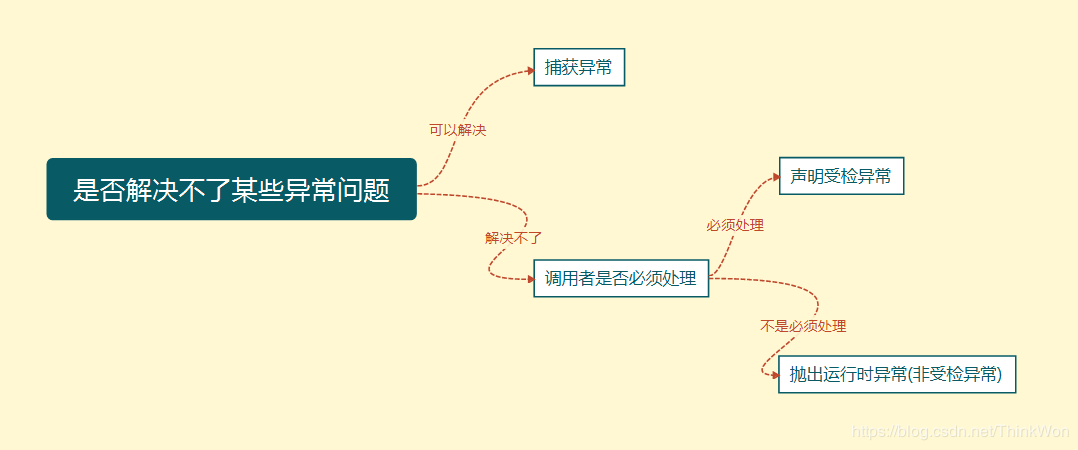 捕获异常
可以解决
是否解决不了某些异常问题
声明受检异常
必须处理
解决不了
调用者是否必须处理
不是必须处理
抛出运行时异常(非受检异常)
https://blog.csdn.net/ThinkWon